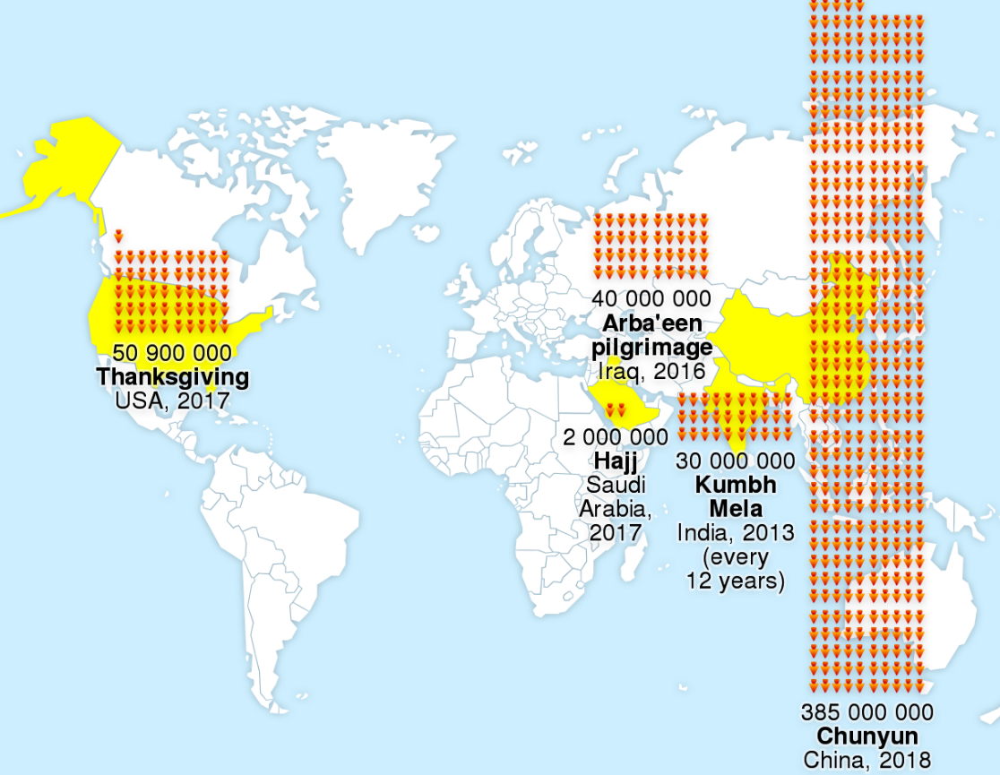 50 900 000
Thanksgiving
USA, 2017
40 000 000
Arba'een
pilgrimage
Iraq, 2016
2 000 000
Hajj
Saudi
Arabia,
2017
30 000 000
Kumbh
Mela
India, 2013
(every
12 years)
385 000 000
Chunyun
China, 2018